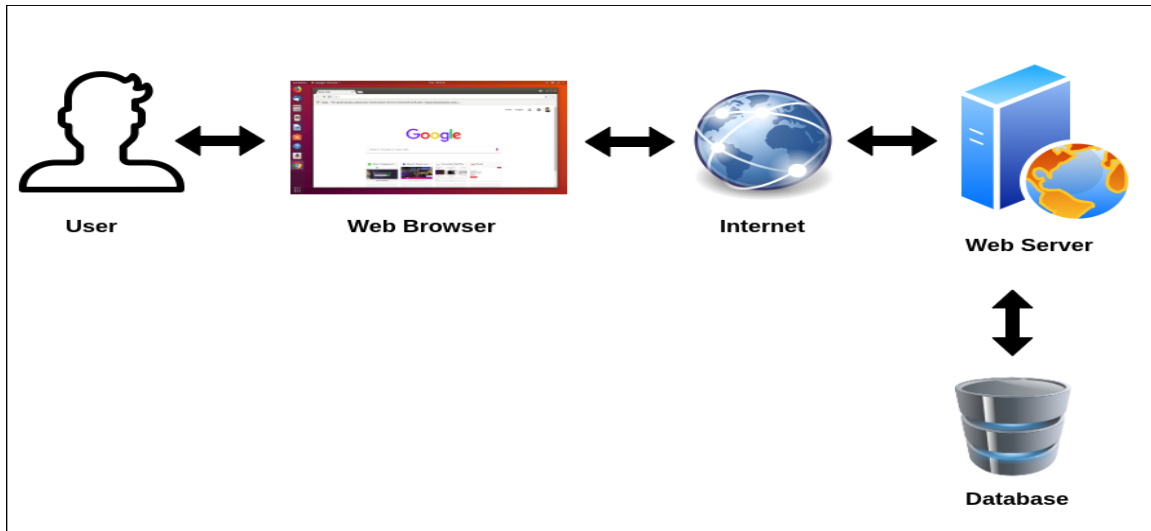 Google
User
Web Browser
Internet
Web Server
Database